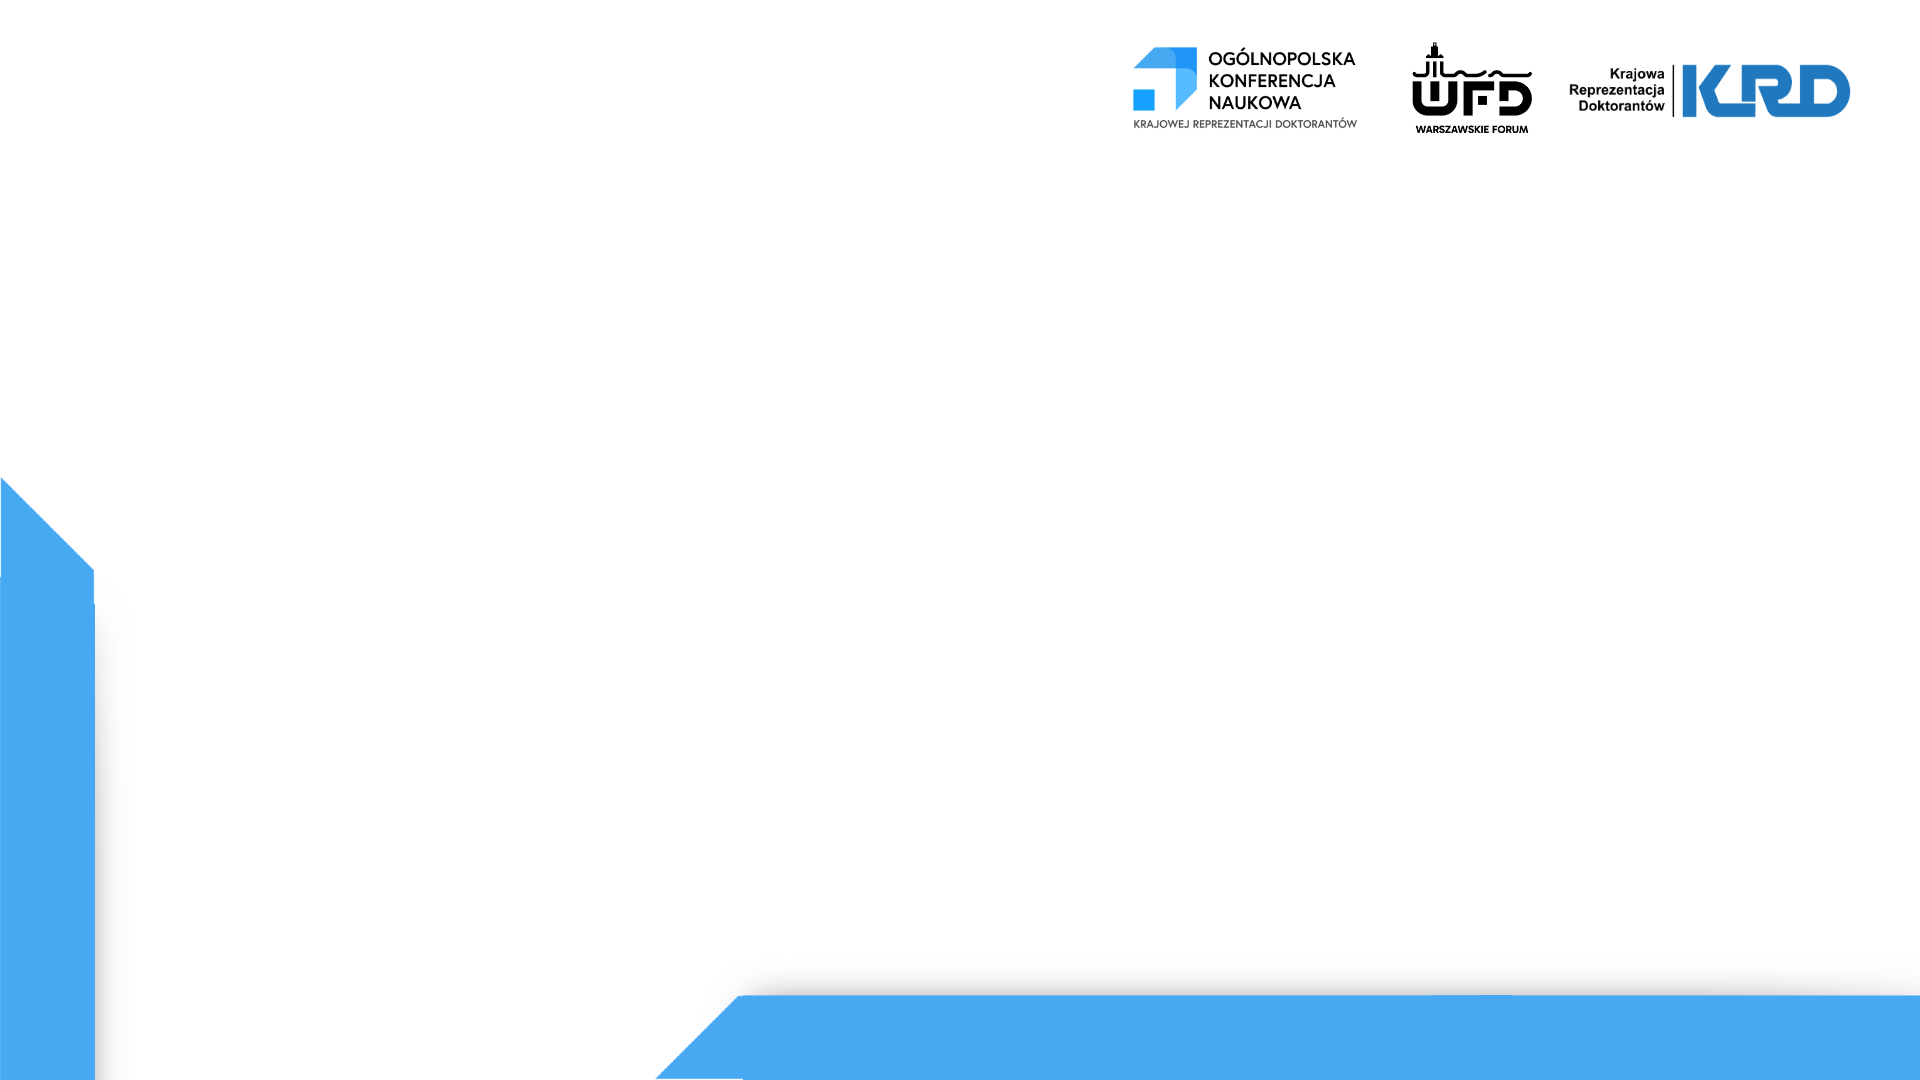 OGÓLNOPOLSKA
KONFERENCJA
NAUKOWA
KRAJOWEJ REPREZENTACJI DOKTORANTÓW
WFD
WARSZAWSKIE FORUM
Krajowa
Reprezentacja
Doktorantów
KRD